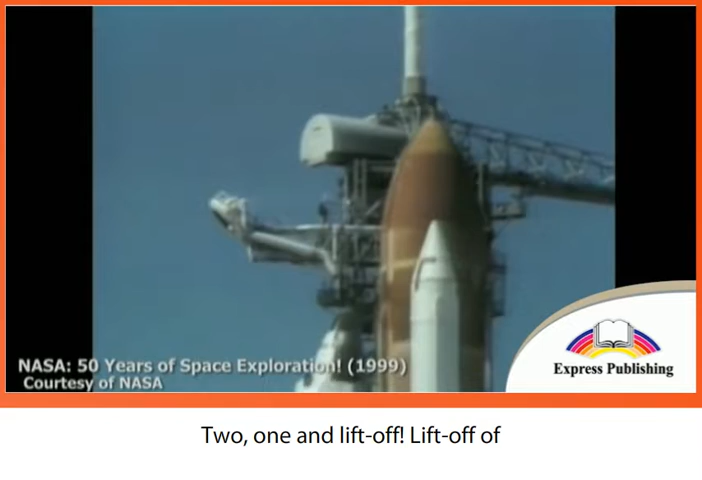 NASA: 50 Years of Space Exploration! (1999)
Courtesy of NASA
Express Publishing
Two, one and lift-off! Lift-off of